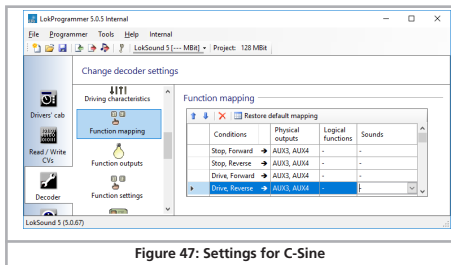 LokProgrammer 5.0.5 Internal
File Programmer Tools Help Internal
LokSound 5 [--- MBit] Project: 128 MBit
Change decoder settings
Drivers' cab
Read / Write CVs
Decoder
Driving characteristics
Function mapping
Function outputs
Function settings
Function mapping
Restore default mapping
Conditions Physical outputs Logical functions Sounds
Stop, Forward AUX3, AUX4 - -
Stop, Reverse AUX3, AUX4 - -
Drive, Forward AUX3, AUX4 - -
Drive, Reverse AUX3, AUX4 - -
LokSound 5 (5.0.67)
Figure 47: Settings for C-Sine